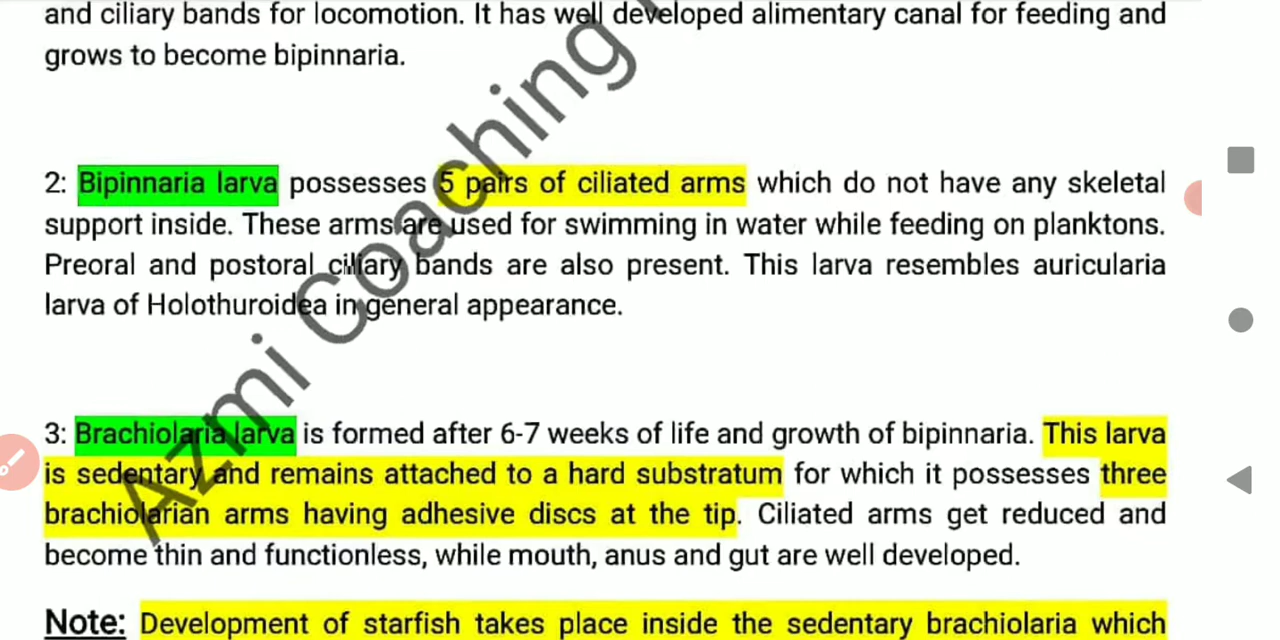 and ciliary bands for locomotion. It has well developed alimentary canal for feeding and
grows to become bipinnaria.
2: Bipinnaria larva possesses 5 pairs of ciliated arms which do not have any skeletal
support inside. These arms are used for swimming in water while feeding on planktons.
Preoral and postoral ciliary bands are also present. This larva resembles auricularia
larva of Holothuroidea in general appearance.
3: Brachiolaria larva is formed after 6-7 weeks of life and growth of bipinnaria. This larva
is sedentary and remains attached to a hard substratum for which it possesses three
brachiolarian arms having adhesive discs at the tip. Ciliated arms get reduced and
become thin and functionless, while mouth, anus and gut are well developed.
Note: Development of starfish takes place inside the sedentary brachiolaria which
Azmi Coaching